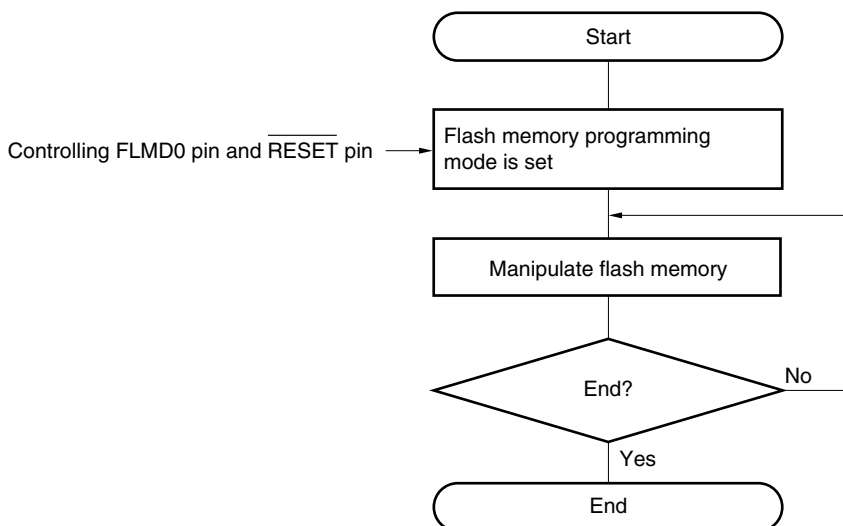 Start
Flash memory programming
mode is set
Controlling FLMD0 pin and R̅E̅S̅E̅T̅ pin
Manipulate flash memory
End?
No
Yes
End